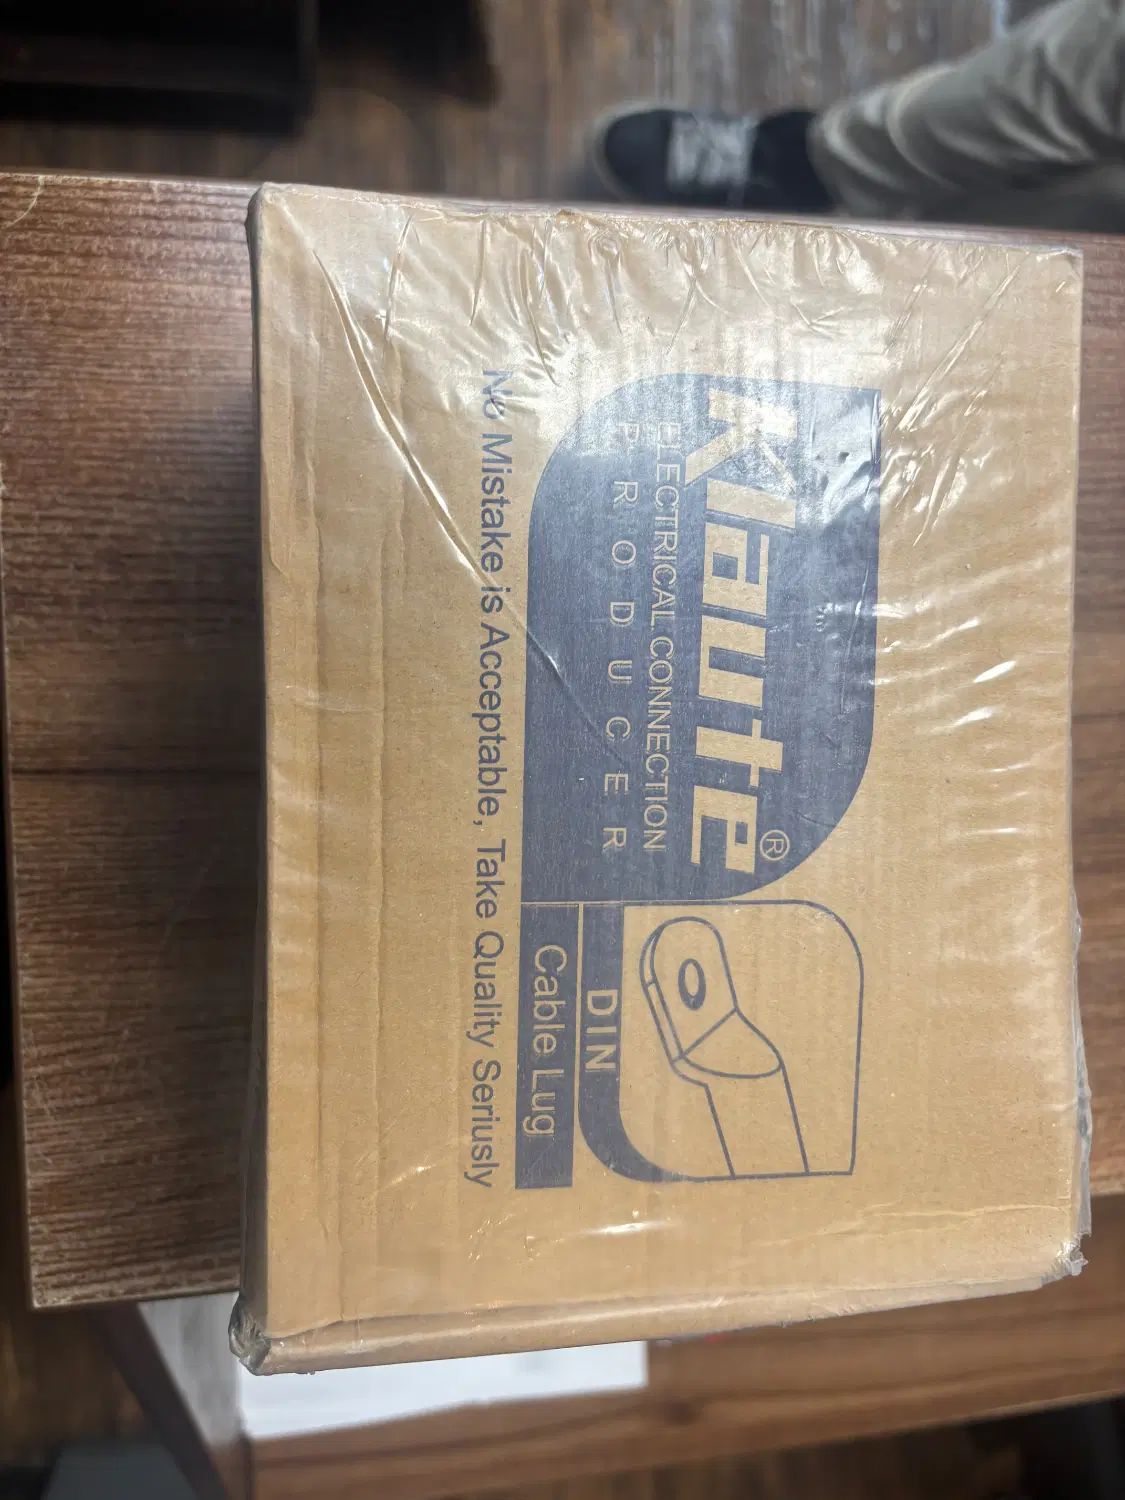 Klaute®
ELECTRICAL CONNECTION
PRODUCER
DIN
Cable Lug
No Mistake is Acceptable, Take Quality Seriusly